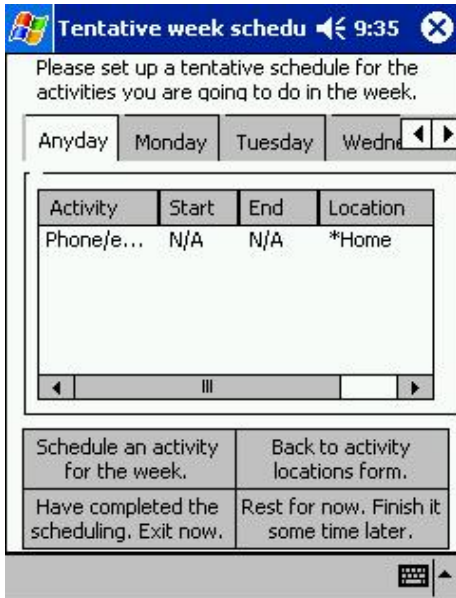 Tentative week schedu 9:35
Please set up a tentative schedule for the
activities you are going to do in the week.
Anyday Monday Tuesday Wedne
Activity Start End Location
Phone/e... N/A N/A *Home
Schedule an activity
for the week.
Back to activity
locations form.
Have completed the
scheduling. Exit now.
Rest for now. Finish it
some time later.